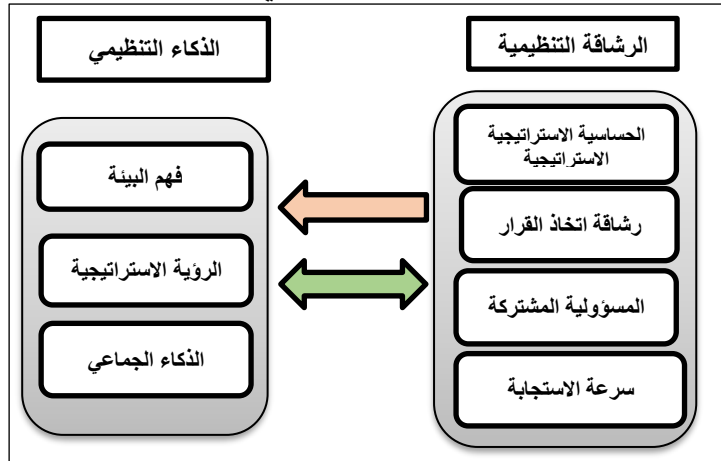 الرشاقة التنظيمية
الحساسية الاستراتيجية
الاستراتيجية
رشاقة اتخاذ القرار
المسؤولية المشتركة
سرعة الاستجابة
الذكاء التنظيمي
فهم البيئة
الرؤية الاستراتيجية
الذكاء الجماعي